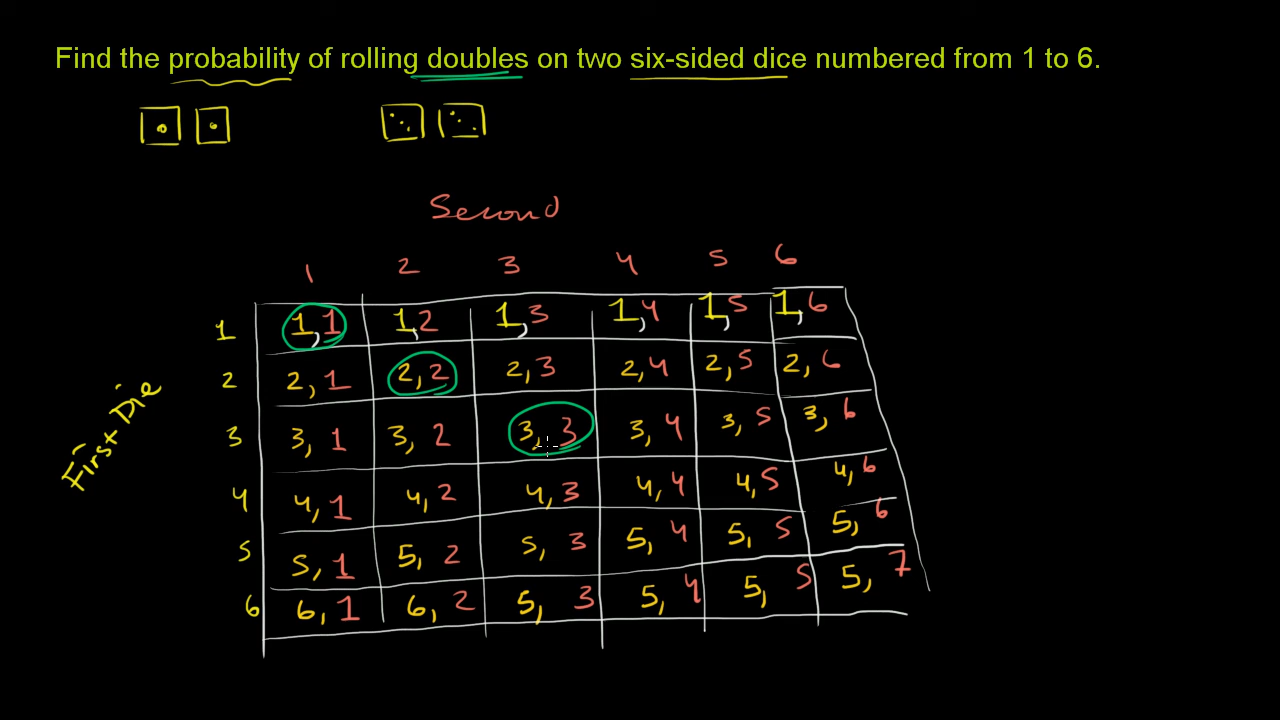 Find the probability of rolling doubles on two six-sided dice numbered from 1 to 6.
Second
1 2 3 4 5 6
First Die
1 1,1 1,2 1,3 1,4 1,5 1,6
2 2,1 2,2 2,3 2,4 2,5 2,6
3 3,1 3,2 3,3 3,4 3,5 3,6
4 4,1 4,2 4,3 4,4 4,5 4,6
5 5,1 5,2 5,3 5,4 5,5 5,6
6 6,1 6,2 5,3 5,4 5,5 5,7